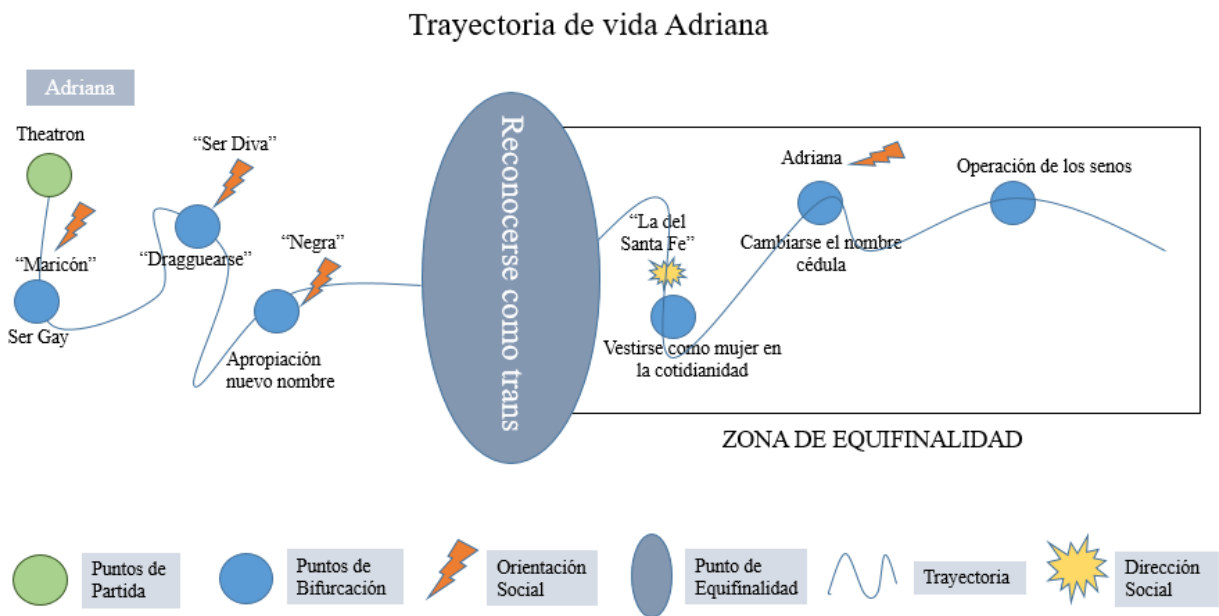 Trayectoria de vida Adriana
Adriana
Theatron
“Maricón”
Ser Gay
“Ser Diva”
“Dragguearse”
“Negra”
Apropiación
nuevo nombre
Reconocerse como trans
“La del
Santa Fe”
Vestirse como mujer en
la cotidianidad
Adriana
Cambiarse el nombre
cédula
Operación de los senos
ZONA DE EQUIFINALIDAD
Puntos de
Partida
Puntos de
Bifurcación
Orientación
Social
Punto de
Equifinalidad
Trayectoria
Dirección
Social